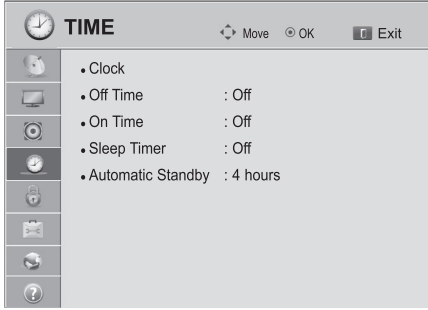 TIME Move OK Exit
• Clock
• Off Time : Off
• On Time : Off
• Sleep Timer : Off
• Automatic Standby : 4 hours